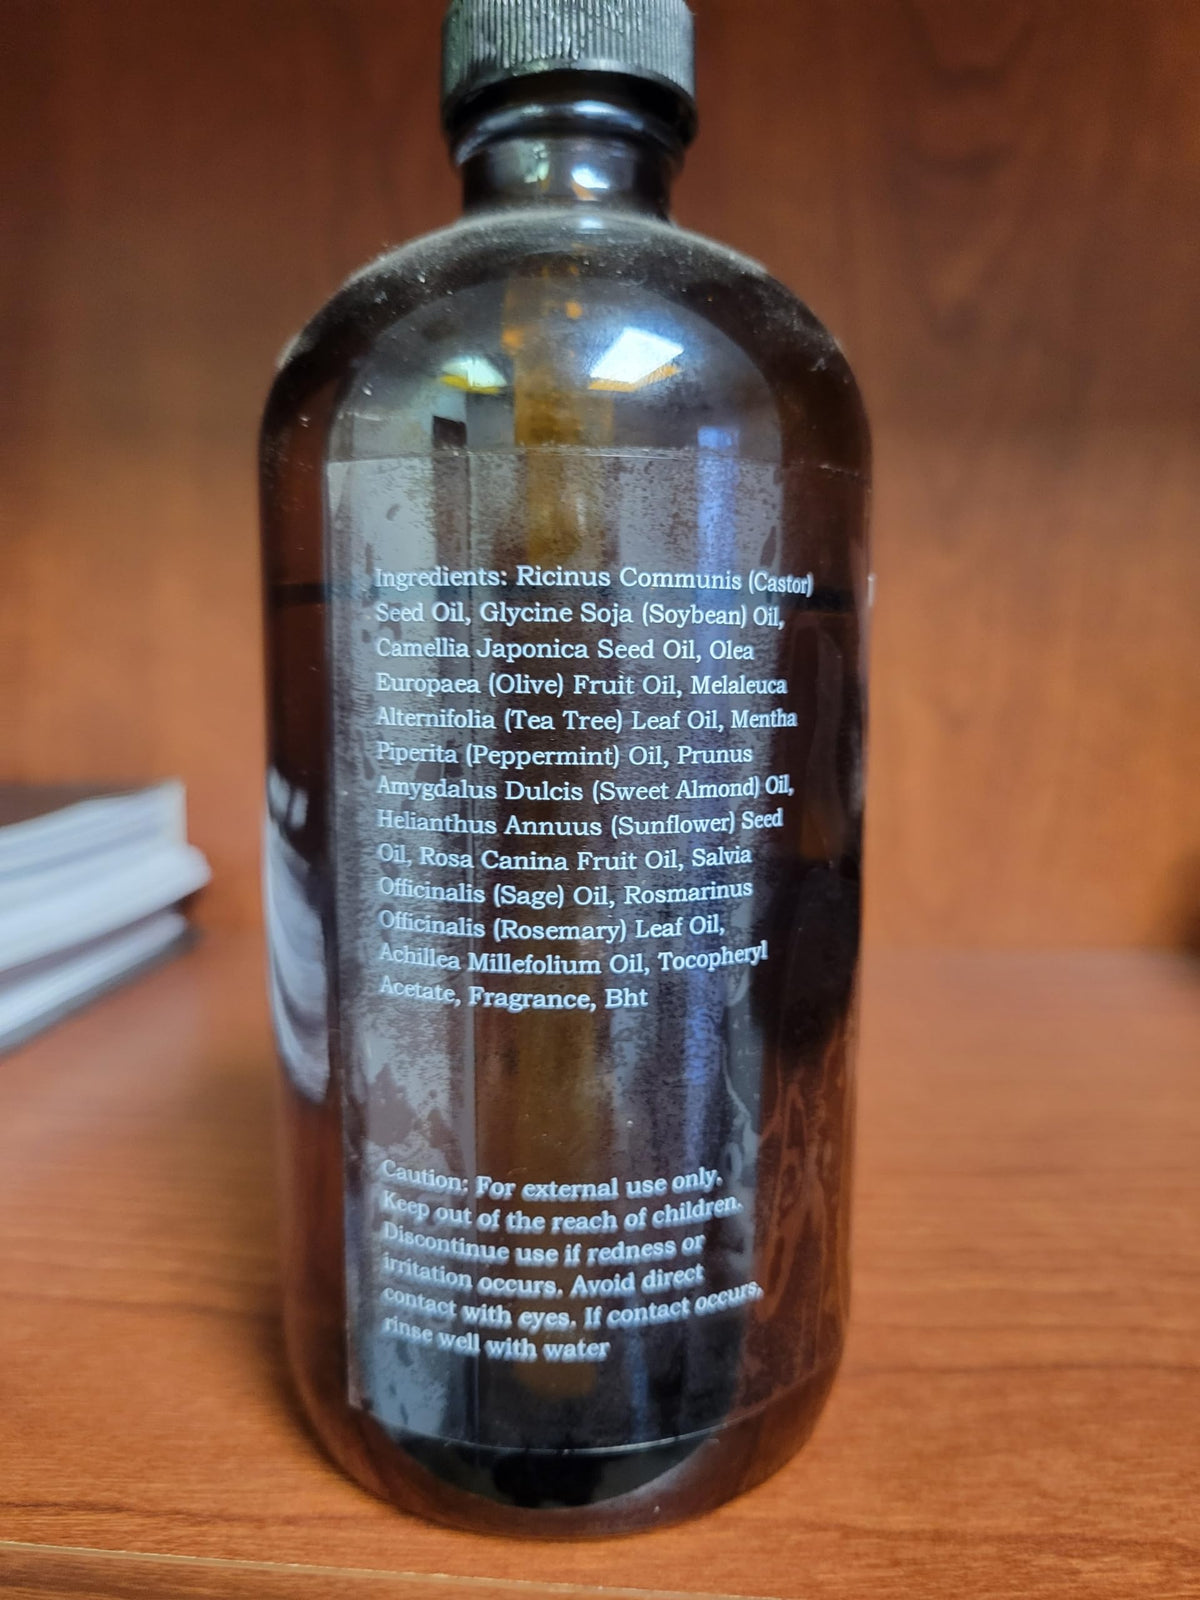 Ingredients: Ricinus Communis (Castor)
Seed Oil, Glycine Soja (Soybean) Oil,
Camellia Japonica Seed Oil, Olea
Europaea (Olive) Fruit Oil, Melaleuca
Alternifolia (Tea Tree) Leaf Oil, Mentha
Piperita (Peppermint) Oil, Prunus
Amygdalus Dulcis (Sweet Almond) Oil,
Helianthus Annuus (Sunflower) Seed
Oil, Rosa Canina Fruit Oil, Salvia
Officinalis (Sage) Oil, Rosmarinus
Officinalis (Rosemary) Leaf Oil,
Achillea Millefolium Oil, Tocopheryl
Acetate, Fragrance, Bht
Caution: For external use only.
Keep out of the reach of children.
Discontinue use if redness or
irritation occurs. Avoid direct
contact with eyes. If contact occurs,
rinse well with water